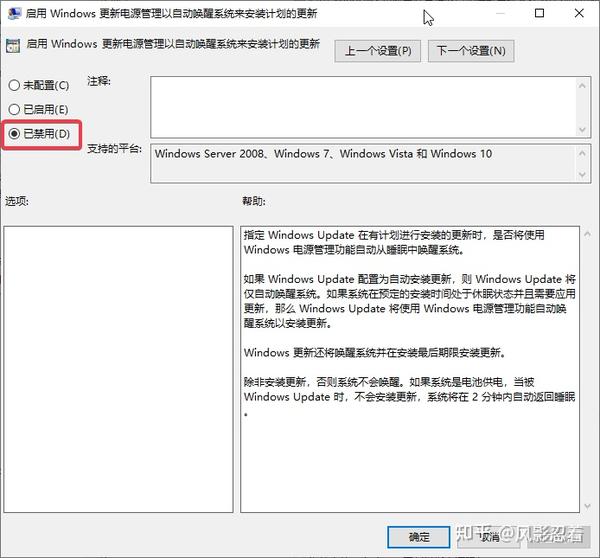 启用 Windows 更新电源管理以自动唤醒系统来安装计划的更新
启用 Windows 更新电源管理以自动唤醒系统来安装计划的更新
上一个设置(P)
下一个设置(N)
未配置(C)
注释:
已启用(E)
已禁用(D)
支持的平台:
Windows Server 2008、Windows 7、Windows Vista 和 Windows 10
选项:
帮助:
指定 Windows Update 在有计划进行安装的更新时，是否将使用
Windows 电源管理功能自动从睡眠中唤醒系统。
如果 Windows Update 配置为自动安装更新，则 Windows Update 将
仅自动唤醒系统。如果系统在预定的安装时间处于休眠状态并且需要应用
更新，那么 Windows Update 将使用 Windows 电源管理功能自动唤
醒系统以安装更新。
Windows 更新还将唤醒系统并在安装最后期限安装更新。
除非安装更新，否则系统不会唤醒。如果系统是电池供电，当被
Windows Update 时，不会安装更新，系统将在 2 分钟内自动返回睡眠
。
确定
取消
知乎 @风影忍着